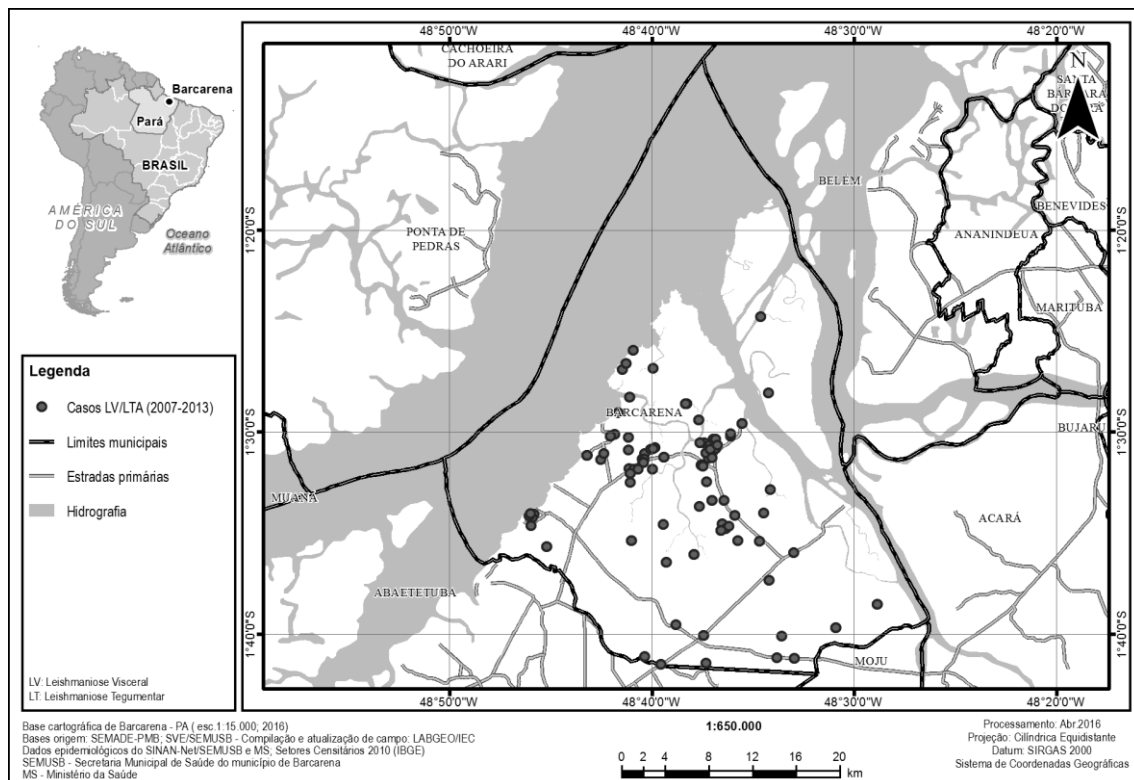 Barcarena
Pará
BRASIL
AMÉRICA
DO SUL
Oceano
Atlântico
Legenda
Casos LV/LTA (2007-2013)
Limites municipais
Estradas primárias
Hidrografia
LV: Leishmaniose Visceral
LT: Leishmaniose Tegumentar
48°50'0"W
48°40'0"W
48°30'0"W
48°20'0"W
1°20'0"S
1°30'0"S
1°40'0"S
CACHOEIRA
DO ARARI
N
SANTA
BÁRBARA
BELÉM
BENEVIDES
PONTA DE
PEDRAS
ANANINDEUA
MARITUBA
BARCARENA
BUJARU
MUANÁ
ACARÁ
ABAETETUBA
MOJU
1°20'0"S
1°30'0"S
1°40'0"S
48°50'0"W
48°40'0"W
48°30'0"W
48°20'0"W
Base cartográfica de Barcarena - PA ( esc.1:15.000; 2016)
Bases origem: SEMADE-PMB; SVE/SEMUSB - Compilação e atualização de campo: LABGEO/IEC
Dados epidemiológicos do SINAN-Net/SEMUSB e MS; Setores Censitários 2010 (IBGE)
SEMUSB - Secretaria Municipal de Saúde do município de Barcarena
MS - Ministério da Saúde
1:650.000
0 2 4 8 12 16 20
km
Processamento: Abr.2016
Projeção: Cilíndrica Equidistante
Datum: SIRGAS 2000
Sistema de Coordenadas Geográficas